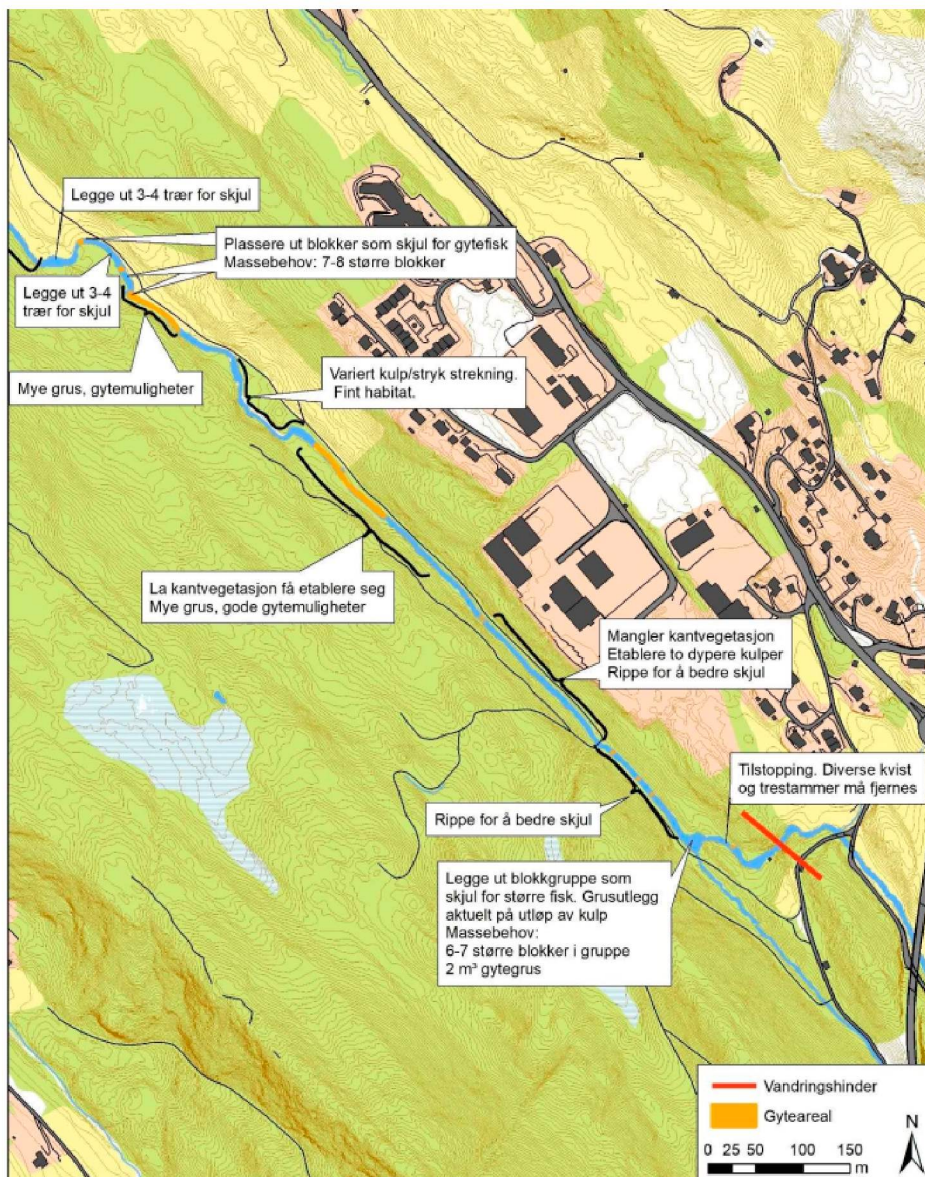 Legge ut 3-4 trær for skjul
Plassere ut blokker som skjul for gytefisk
Massebehov: 7-8 større blokker
Legge ut 3-4
trær for skjul
Mye grus, gytemuligheter
Variert kulp/stryk strekning.
Fint habitat.
La kantvegetasjon få etablere seg
Mye grus, gode gytemuligheter
Mangler kantvegetasjon
Etablere to dypere kulper
Rippe for å bedre skjul
Tilstopping. Diverse kvist
og trestammer må fjernes
Rippe for å bedre skjul
Legge ut blokkgruppe som
skjul for større fisk. Grusutlegg
aktuelt på utløp av kulp
Massebehov:
6-7 større blokker i gruppe
2 m³ gytegrus
Vandringshinder
Gyteareal
N
0 25 50 100 150
m